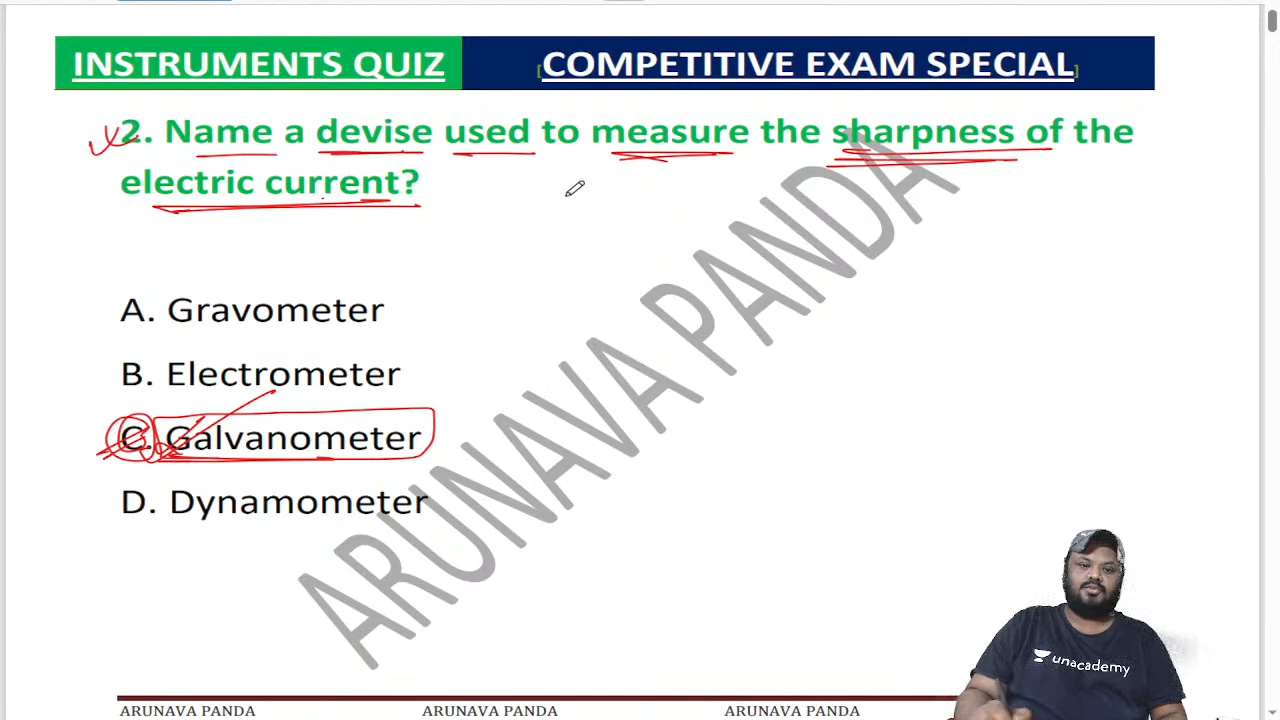 INSTRUMENTS QUIZ
[COMPETITIVE EXAM SPECIAL]
2. Name a devise used to measure the sharpness of the
electric current?
A. Gravometer
B. Electrometer
C. Galvanometer
D. Dynamometer
ARUNAVA PANDA
unacademy
ARUNAVA PANDA ARUNAVA PANDA ARUNAVA PANDA